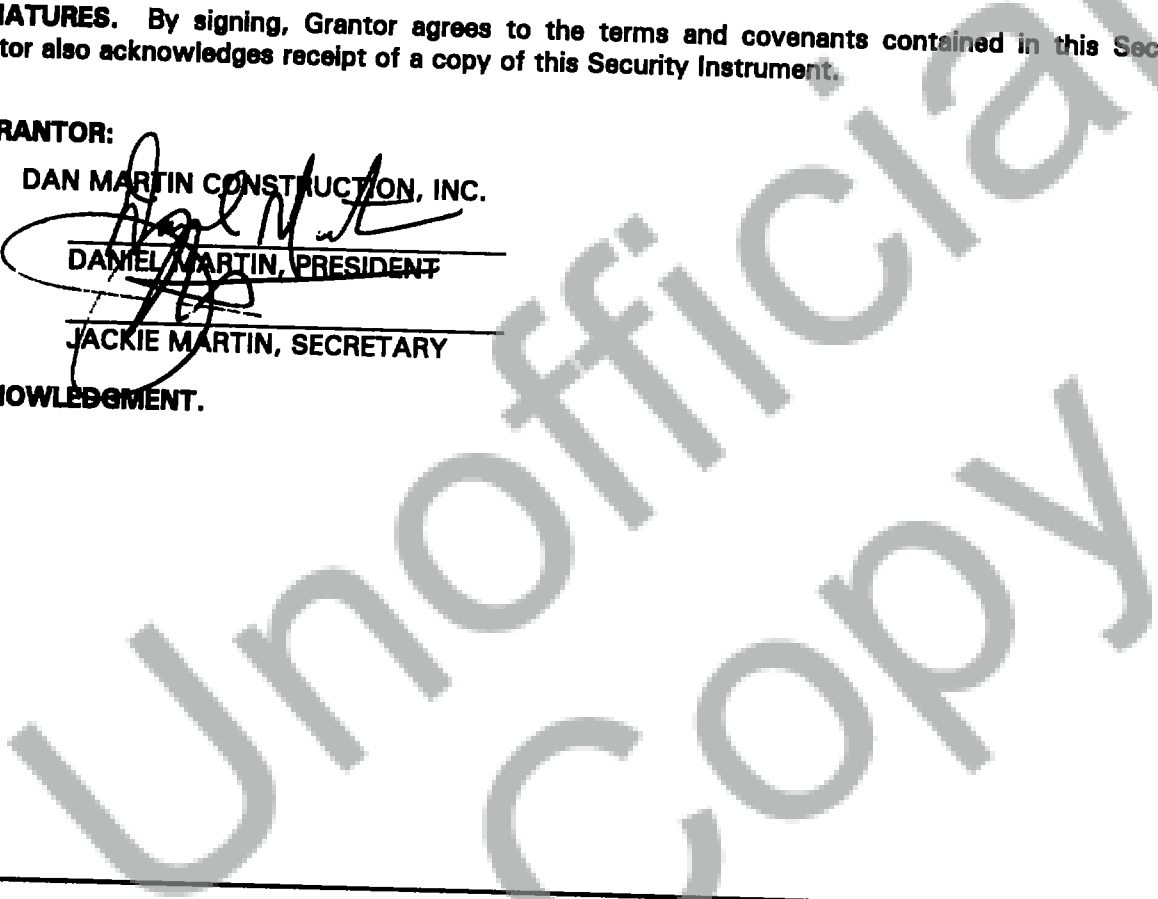 IATURES. By signing, Grantor agrees to the terms and covenants contained in this Sec
tor also acknowledges receipt of a copy of this Security Instrument.
RANTOR:
DAN MARTIN CONSTRUCTION, INC.
DANIEL MARTIN, PRESIDENT
JACKIE MARTIN, SECRETARY
IOWLEDGMENT.
Unofficial
Copy